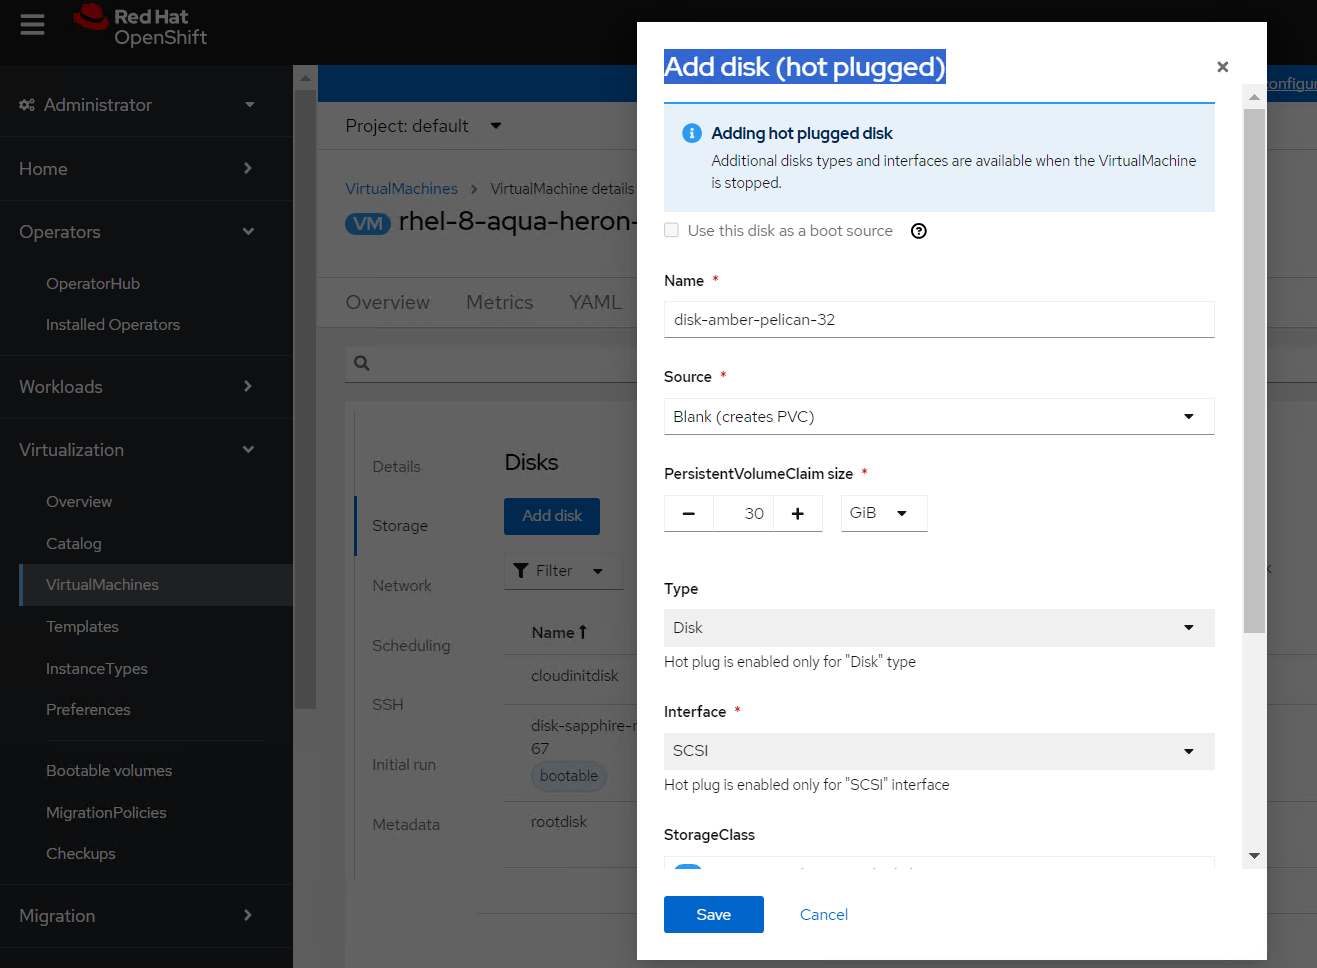 Red Hat
OpenShift
Administrator
Home
Operators
OperatorHub
Installed Operators
Workloads
Virtualization
Overview
Catalog
VirtualMachines
Templates
InstanceTypes
Preferences
Bootable volumes
MigrationPolicies
Checkups
Migration
Project: default
VirtualMachines > VirtualMachine details
VM rhel-8-aqua-heron-
Overview Metrics YAML
Details
Storage
Network
Scheduling
SSH
Initial run
Metadata
Disks
Add disk
Filter
Name
cloudinitdisk
disk-sapphire-
67
bootable
rootdisk
Add disk (hot plugged)
Adding hot plugged disk
Additional disks types and interfaces are available when the VirtualMachine
is stopped.
Use this disk as a boot source
Name *
disk-amber-pelican-32
Source *
Blank (creates PVC)
PersistentVolumeClaim size *
30 GiB
Type
Disk
Hot plug is enabled only for "Disk" type
Interface *
SCSI
Hot plug is enabled only for "SCSI" interface
StorageClass
Save Cancel